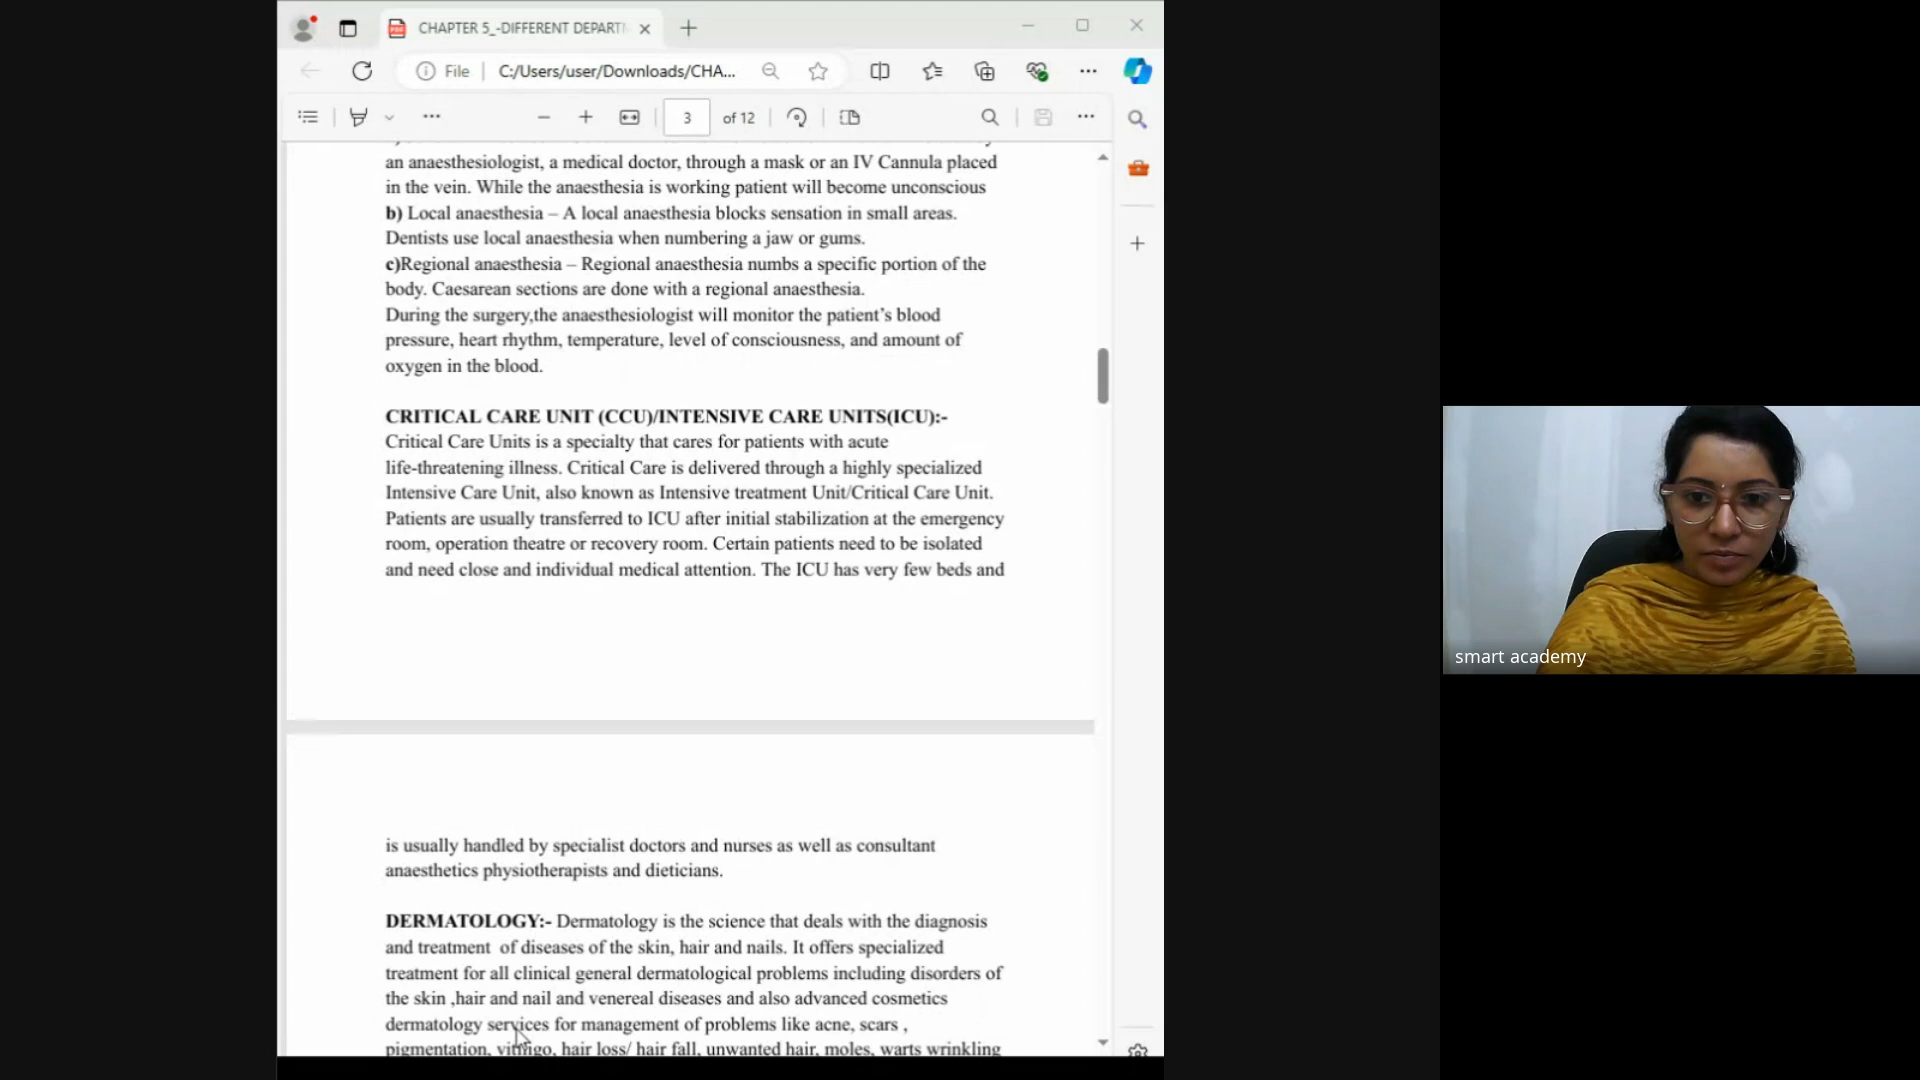 CHAPTER 5_-DIFFERENT DEPART
File
C:/Users/user/Downloads/CHA...
3
of 12
an anaesthesiologist, a medical doctor, through a mask or an IV Cannula placed
in the vein. While the anaesthesia is working patient will become unconscious
b) Local anaesthesia – A local anaesthesia blocks sensation in small areas.
Dentists use local anaesthesia when numbering a jaw or gums.
c)Regional anaesthesia – Regional anaesthesia numbs a specific portion of the
body. Caesarean sections are done with a regional anaesthesia.
During the surgery,the anaesthesiologist will monitor the patient’s blood
pressure, heart rhythm, temperature, level of consciousness, and amount of
oxygen in the blood.
CRITICAL CARE UNIT (CCU)/INTENSIVE CARE UNITS(ICU):-
Critical Care Units is a specialty that cares for patients with acute
life-threatening illness. Critical Care is delivered through a highly specialized
Intensive Care Unit, also known as Intensive treatment Unit/Critical Care Unit.
Patients are usually transferred to ICU after initial stabilization at the emergency
room, operation theatre or recovery room. Certain patients need to be isolated
and need close and individual medical attention. The ICU has very few beds and
is usually handled by specialist doctors and nurses as well as consultant
anaesthetics physiotherapists and dieticians.
DERMATOLOGY:- Dermatology is the science that deals with the diagnosis
and treatment  of diseases of the skin, hair and nails. It offers specialized
treatment for all clinical general dermatological problems including disorders of
the skin ,hair and nail and venereal diseases and also advanced cosmetics
dermatology services for management of problems like acne, scars ,
pigmentation, vitiligo, hair loss/ hair fall, unwanted hair, moles, warts wrinkling
smart academy